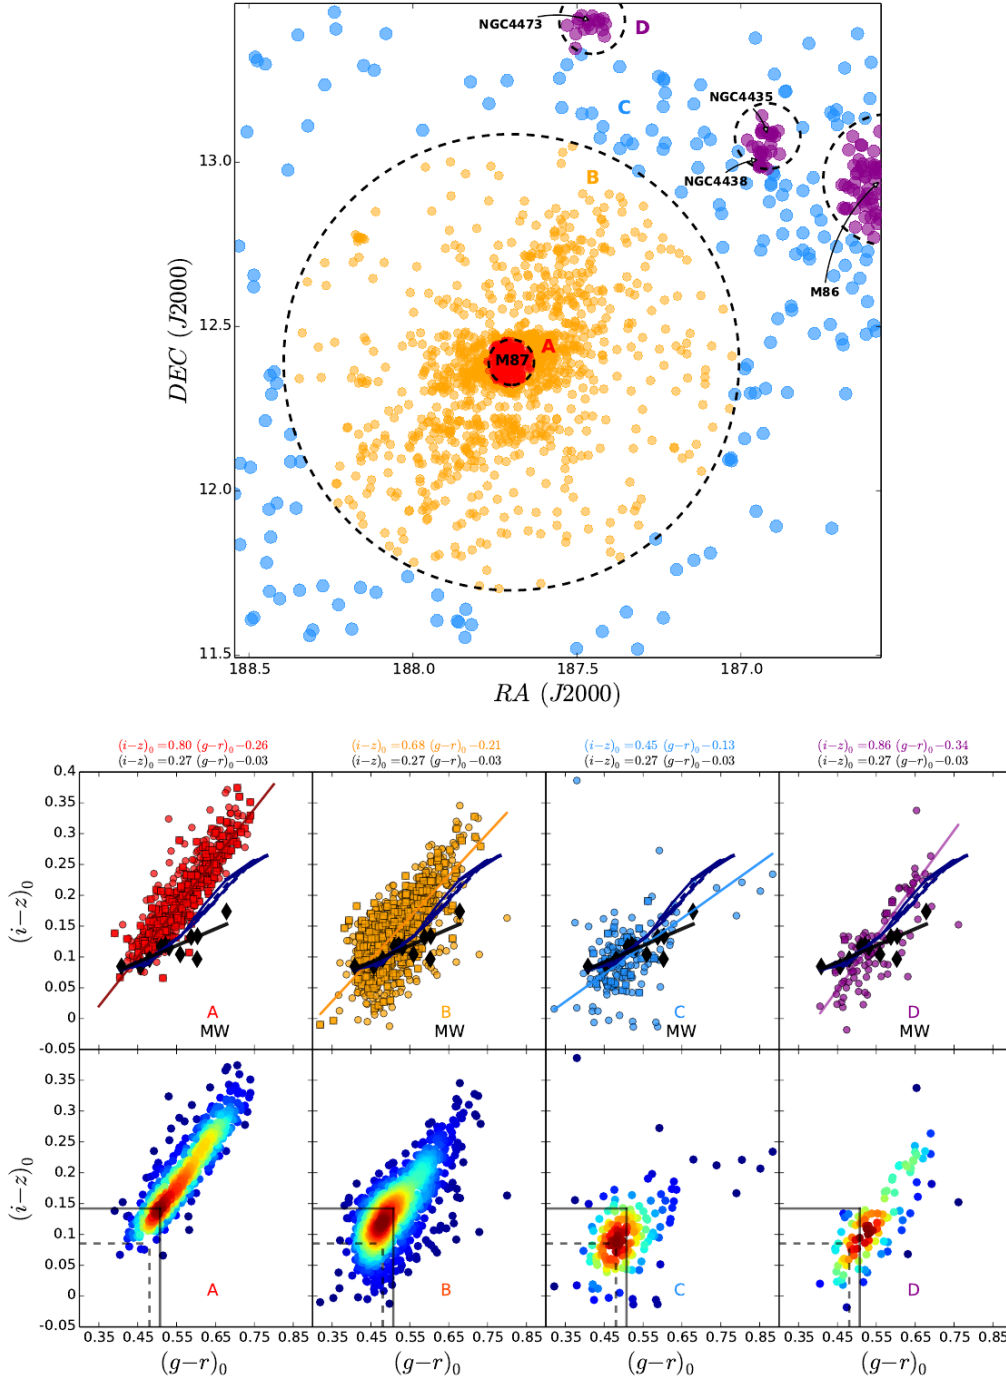 NGC4473
D
C
NGC4435
13.0
NGC4438
B
M86
DEC (J2000)
12.5
A
M87
12.0
11.5
188.5 188.0 187.5 187.0
RA (J2000)
(i−z)₀=0.80 (g−r)₀−0.26
(i−z)₀=0.27 (g−r)₀−0.03
(i−z)₀=0.68 (g−r)₀−0.21
(i−z)₀=0.27 (g−r)₀−0.03
(i−z)₀=0.45 (g−r)₀−0.13
(i−z)₀=0.27 (g−r)₀−0.03
(i−z)₀=0.86 (g−r)₀−0.34
(i−z)₀=0.27 (g−r)₀−0.03
0.4
0.35
0.3
0.25
0.2
0.15
0.1
0.05
0
-0.05
(i−z)₀
A
MW
B
MW
C
MW
D
MW
0.35
0.3
0.25
0.2
0.15
0.1
0.05
0
-0.05
(i−z)₀
A
B
C
D
0.35 0.45 0.55 0.65 0.75 0.85
0.35 0.45 0.55 0.65 0.75 0.85
0.35 0.45 0.55 0.65 0.75 0.85
0.35 0.45 0.55 0.65 0.75 0.85
(g−r)₀
(g−r)₀
(g−r)₀
(g−r)₀